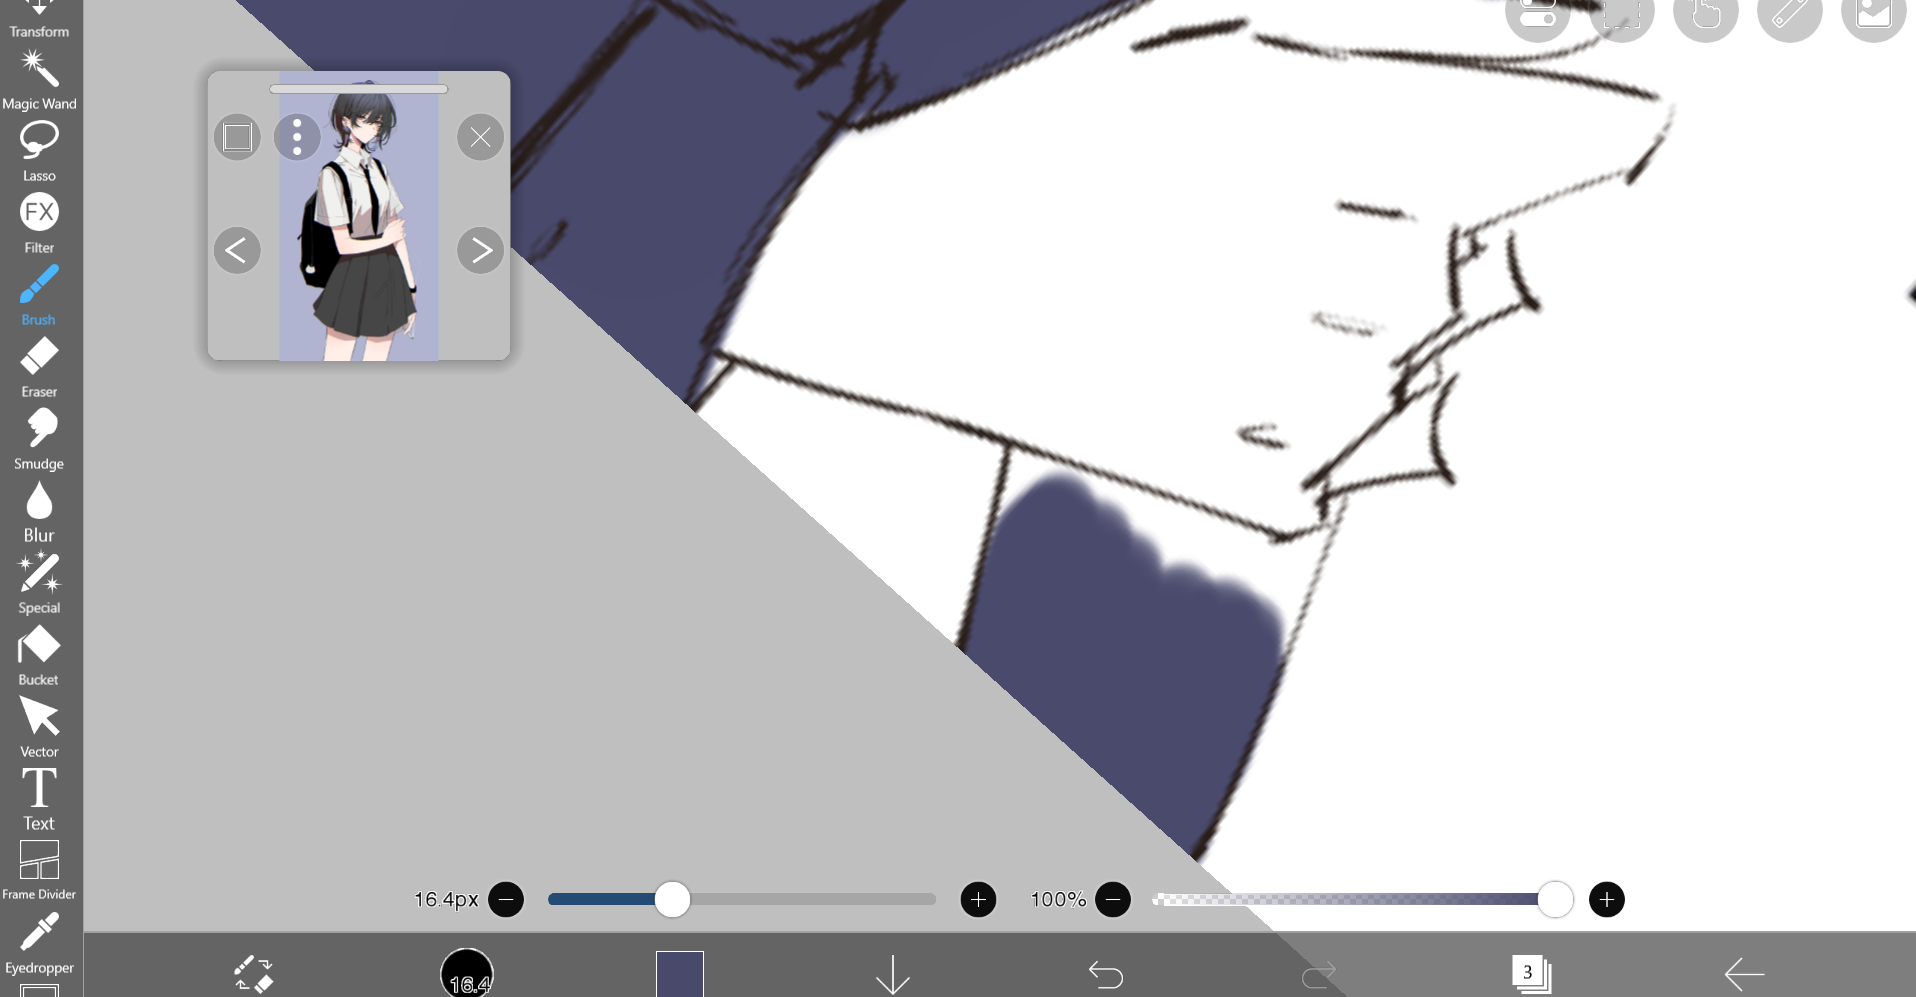 Transform
Magic Wand
Lasso
FX
Filter
Brush
Eraser
Smudge
Blur
Special
Bucket
Vector
T
Text
Frame Divider
Eyedropper
16.4px
100%
16.4
3